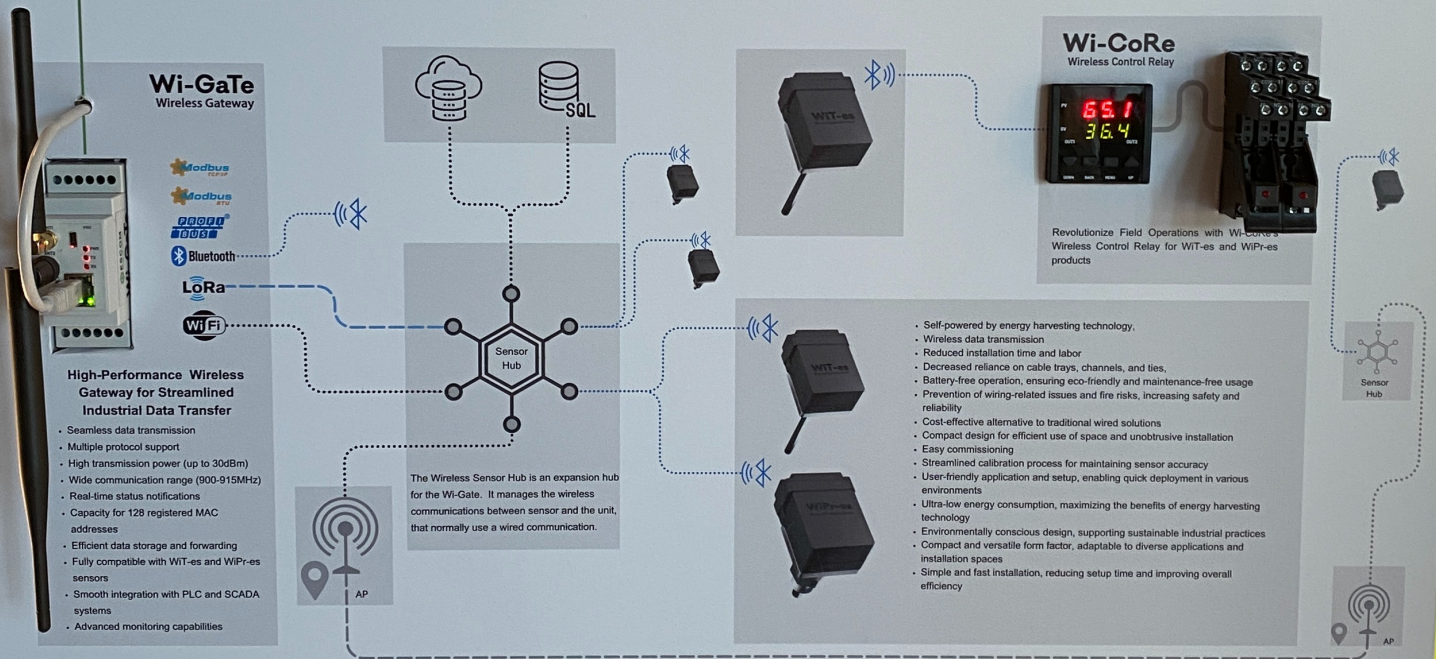 Wi-GaTe
Wireless Gateway
Modbus
TCP/IP
Modbus
RTU
PROFI
BUS
Bluetooth
LoRa
WiFi
High-Performance Wireless
Gateway for Streamlined
Industrial Data Transfer
• Seamless data transmission
• Multiple protocol support
• High transmission power (up to 30dBm)
• Wide communication range (900-915MHz)
• Real-time status notifications
• Capacity for 128 registered MAC
addresses
• Efficient data storage and forwarding
• Fully compatible with WiT-es and WiPr-es
sensors
• Smooth integration with PLC and SCADA
systems
• Advanced monitoring capabilities
SQL
Sensor
Hub
The Wireless Sensor Hub is an expansion hub
for the Wi-Gate. It manages the wireless
communications between sensor and the unit,
that normally use a wired communication.
AP
WiT-es
WiT-es
WiPr-es
Wi-CoRe
Wireless Control Relay
PV
65.1
SV
36.4
OUT1
OUT2
DOWN BACK MENU UP
Revolutionize Field Operations with Wi-CoRe's
Wireless Control Relay for WiT-es and WiPr-es
products
• Self-powered by energy harvesting technology,
• Wireless data transmission
• Reduced installation time and labor
• Decreased reliance on cable trays, channels, and ties,
• Battery-free operation, ensuring eco-friendly and maintenance-free usage
• Prevention of wiring-related issues and fire risks, increasing safety and
reliability
• Cost-effective alternative to traditional wired solutions
• Compact design for efficient use of space and unobtrusive installation
• Easy commissioning
• Streamlined calibration process for maintaining sensor accuracy
• User-friendly application and setup, enabling quick deployment in various
environments
• Ultra-low energy consumption, maximizing the benefits of energy harvesting
technology
• Environmentally conscious design, supporting sustainable industrial practices
• Compact and versatile form factor, adaptable to diverse applications and
installation spaces
• Simple and fast installation, reducing setup time and improving overall
efficiency
Sensor
Hub
AP